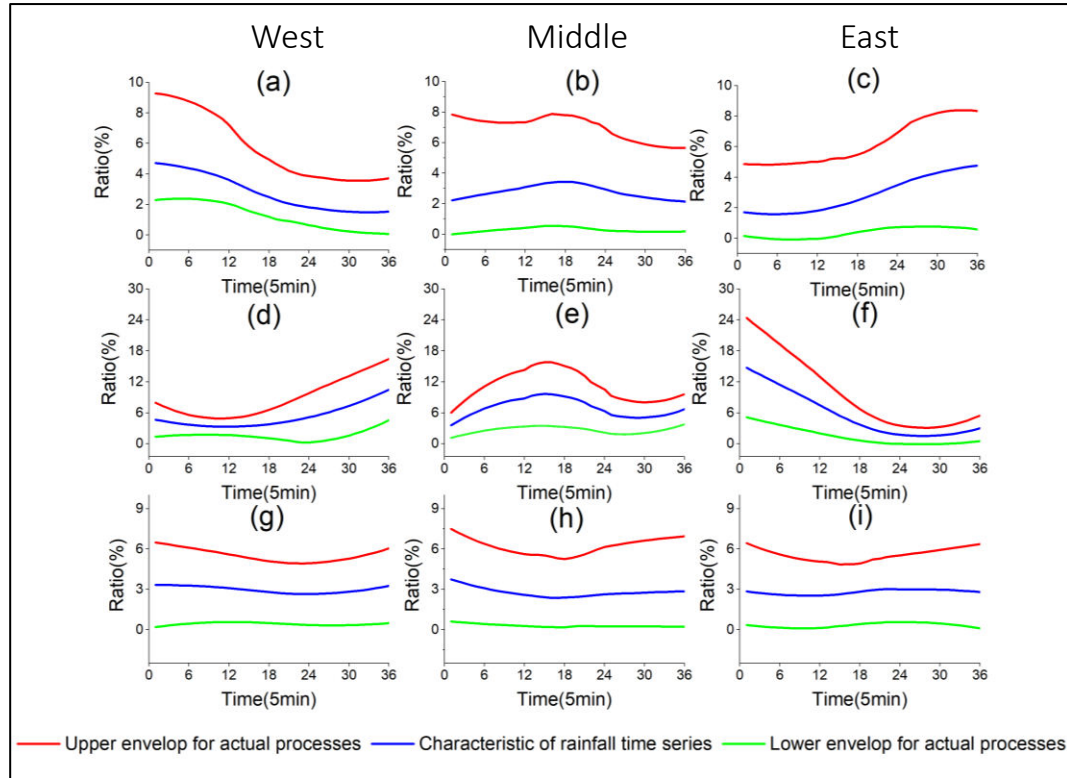 West Middle East
(a) (b) (c)
Ratio(%) Ratio(%) Ratio(%)
10 8 6 4 2 0
10 8 6 4 2 0
10 8 6 4 2 0
0 6 12 18 24 30 36
0 6 12 18 24 30 36
0 6 12 18 24 30 36
Time(5min) Time(5min) Time(5min)
(d) (e) (f)
Ratio(%) Ratio(%) Ratio(%)
30 24 18 12 6 0
30 24 18 12 6 0
30 24 18 12 6 0
0 6 12 18 24 30 36
0 6 12 18 24 30 36
0 6 12 18 24 30 36
Time(5min) Time(5min) Time(5min)
(g) (h) (i)
Ratio(%) Ratio(%) Ratio(%)
9 6 3 0
9 6 3 0
9 6 3 0
0 6 12 18 24 30 36
0 6 12 18 24 30 36
0 6 12 18 24 30 36
Time(5min) Time(5min) Time(5min)
Upper envelop for actual processes Characteristic of rainfall time series Lower envelop for actual processes